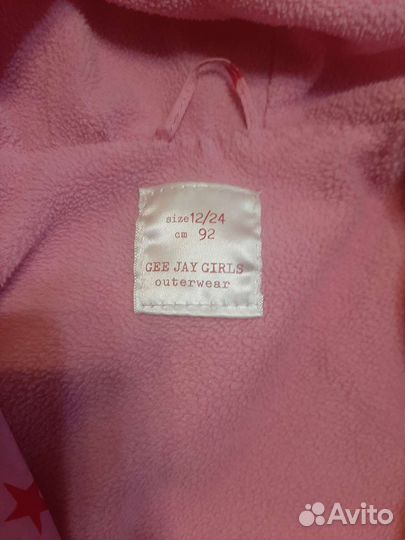 size 12/24
cm 92
GEE JAY GIRLS
outerwear
Avito